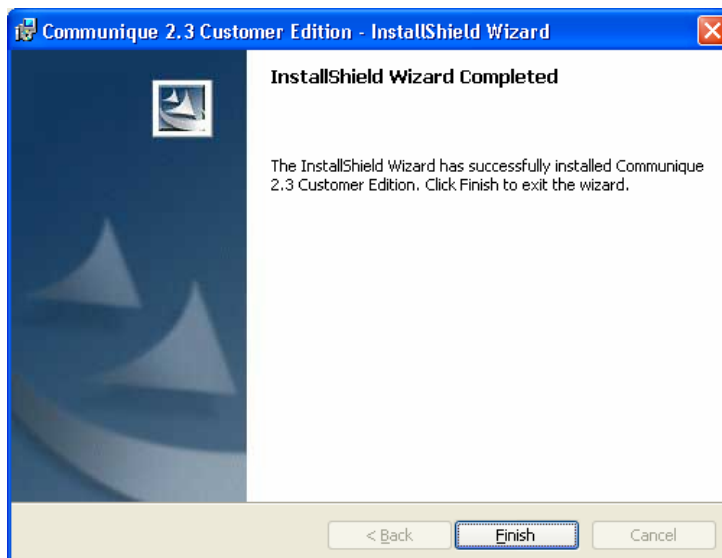 Communique 2.3 Customer Edition - InstallShield Wizard
InstallShield Wizard Completed
The InstallShield Wizard has successfully installed Communique
2.3 Customer Edition. Click Finish to exit the wizard.
< Back
Finish
Cancel